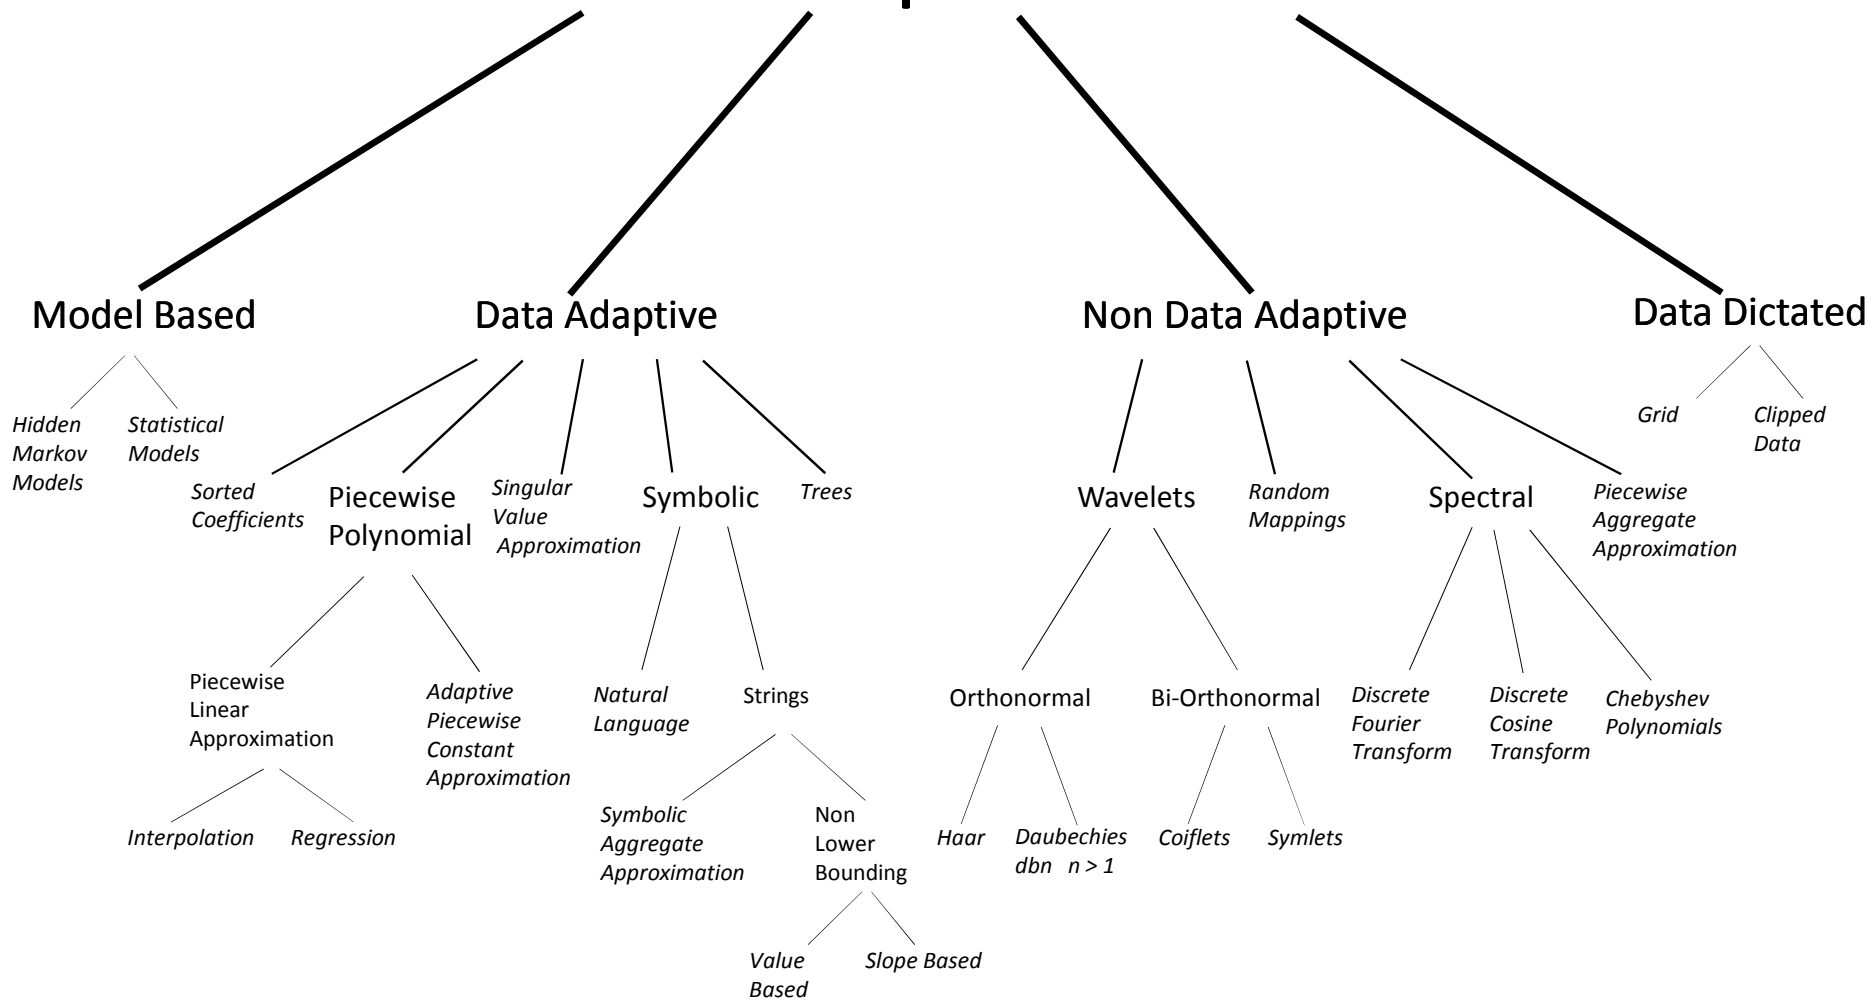 Model Based
Data Adaptive
Non Data Adaptive
Data Dictated
Hidden
Markov
Models
Statistical
Models
Grid
Clipped
Data
Sorted
Coefficients
Piecewise
Polynomial
Singular
Value
Approximation
Symbolic
Trees
Wavelets
Random
Mappings
Spectral
Piecewise
Aggregate
Approximation
Piecewise
Linear
Approximation
Adaptive
Piecewise
Constant
Approximation
Natural
Language
Strings
Orthonormal
Bi-Orthonormal
Discrete
Fourier
Transform
Discrete
Cosine
Transform
Chebyshev
Polynomials
Interpolation
Regression
Symbolic
Aggregate
Approximation
Non
Lower
Bounding
Haar
Daubechies
dbn n > 1
Coiflets
Symlets
Value
Based
Slope Based